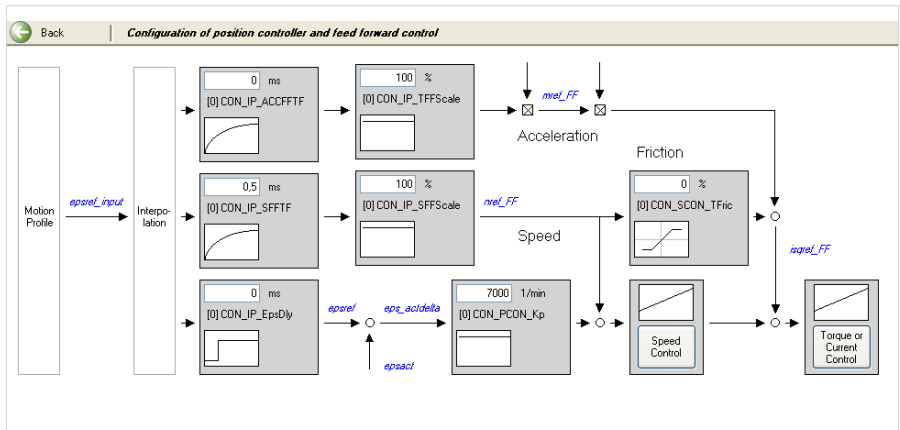 Back
Configuration of position controller and feed forward control
0 ms
[0] CON_IP_ACCFFTF
100 %
[0] CON_IP_TFFScale
mref_FF
Acceleration
Friction
Motion
Profile
epsref_input
Interpo-
lation
0,5 ms
[0] CON_IP_SFFTF
100 %
[0] CON_IP_SFFScale
nref_FF
Speed
0 %
[0] CON_SCON_TFric
isqref_FF
0 ms
[0] CON_IP_EpsDly
epsref
eps_actdelta
epsact
7000 1/min
[0] CON_PCON_Kp
Speed
Control
Torque or
Current
Control